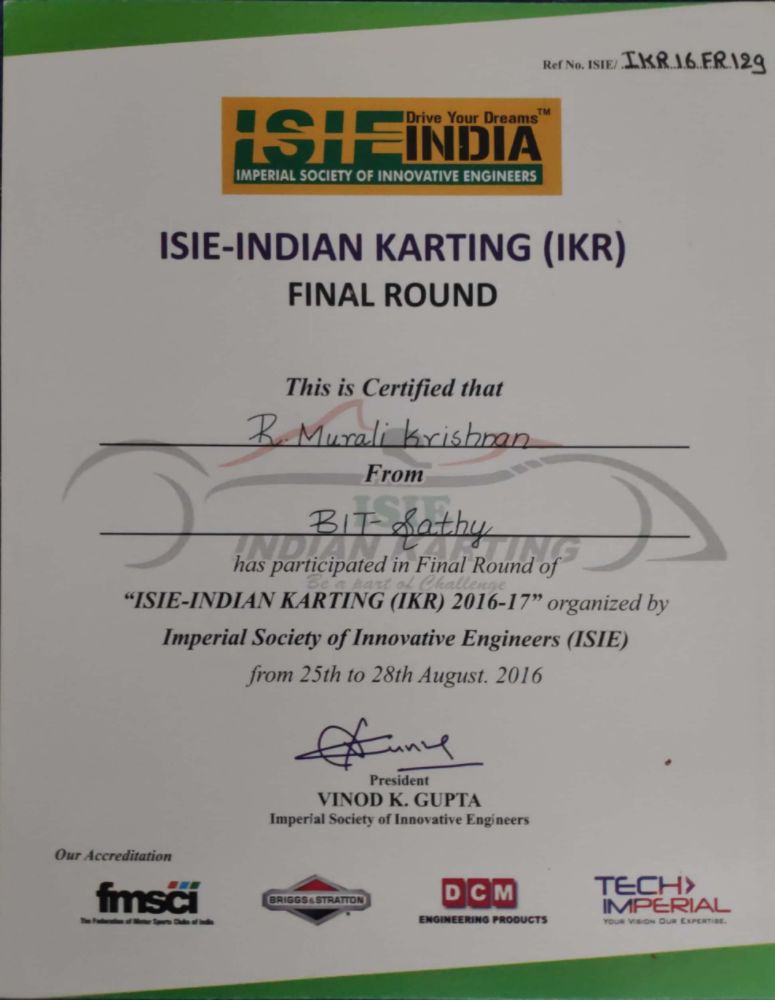 Ref No. ISIE/ IKR16FR129
ISIE INDIA Drive Your Dreams™
IMPERIAL SOCIETY OF INNOVATIVE ENGINEERS
ISIE-INDIAN KARTING (IKR)
FINAL ROUND
This is Certified that
R. Murali Krishnan
From
BIT- Sathy
ISIE
INDIAN KARTING
has participated in Final Round of
Be a part of Challenge
“ISIE-INDIAN KARTING (IKR) 2016-17” organized by
Imperial Society of Innovative Engineers (ISIE)
from 25th to 28th August. 2016
President
VINOD K. GUPTA
Imperial Society of Innovative Engineers
Our Accreditation
fmsci
The Federation of Motor Sports Clubs of India
BRIGGS & STRATTON
DCM
ENGINEERING PRODUCTS
TECH
IMPERIAL
YOUR VISION OUR EXPERTISE.